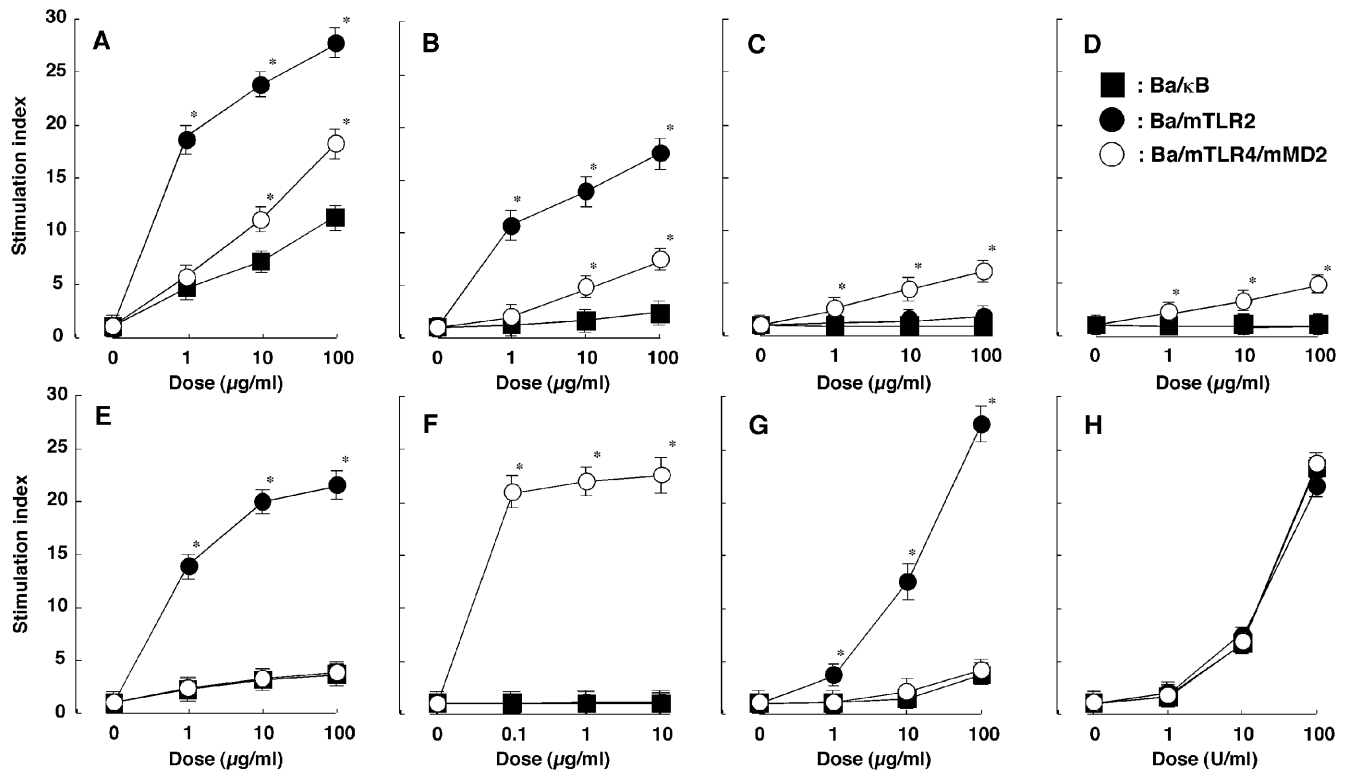 A
B
C
D
Stimulation index
30
25
20
15
10
5
0
: Ba/κB
: Ba/mTLR2
: Ba/mTLR4/mMD2
* * * * *
* * * * *
* * *
* * *
0 1 10 100
0 1 10 100
0 1 10 100
0 1 10 100
Dose (µg/ml)
Dose (µg/ml)
Dose (µg/ml)
Dose (µg/ml)
E
F
G
H
Stimulation index
30
25
20
15
10
5
0
* * *
* * *
* * *
0 1 10 100
0 0.1 1 10
0 1 10 100
0 1 10 100
Dose (µg/ml)
Dose (µg/ml)
Dose (µg/ml)
Dose (U/ml)